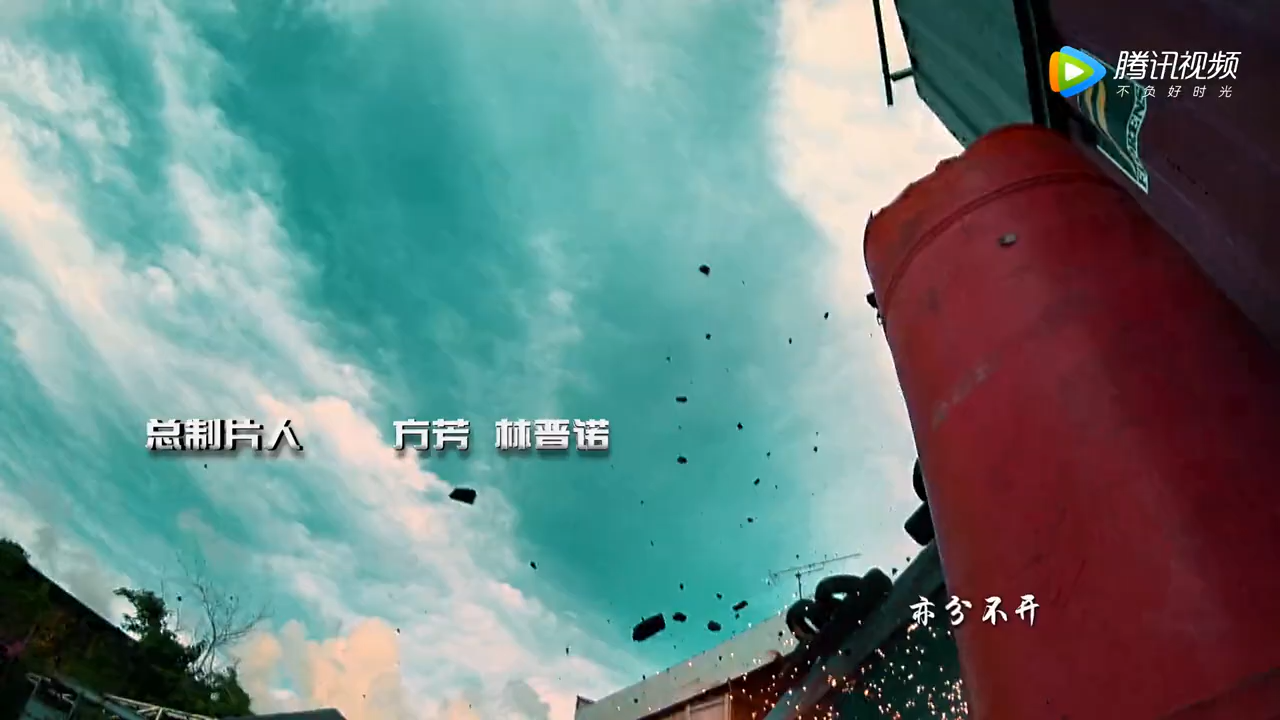 腾讯视频
不负好时光
总制片人 方芳 林晋诺
亦兮不开